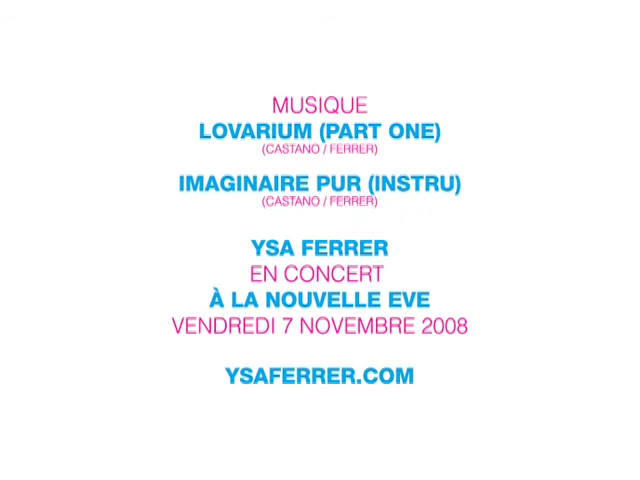 MUSIQUE
LOVARIUM (PART ONE)
(CASTANO / FERRER)
IMAGINAIRE PUR (INSTRU)
(CASTANO / FERRER)
YSA FERRER
EN CONCERT
À LA NOUVELLE EVE
VENDREDI 7 NOVEMBRE 2008
YSAFERRER.COM